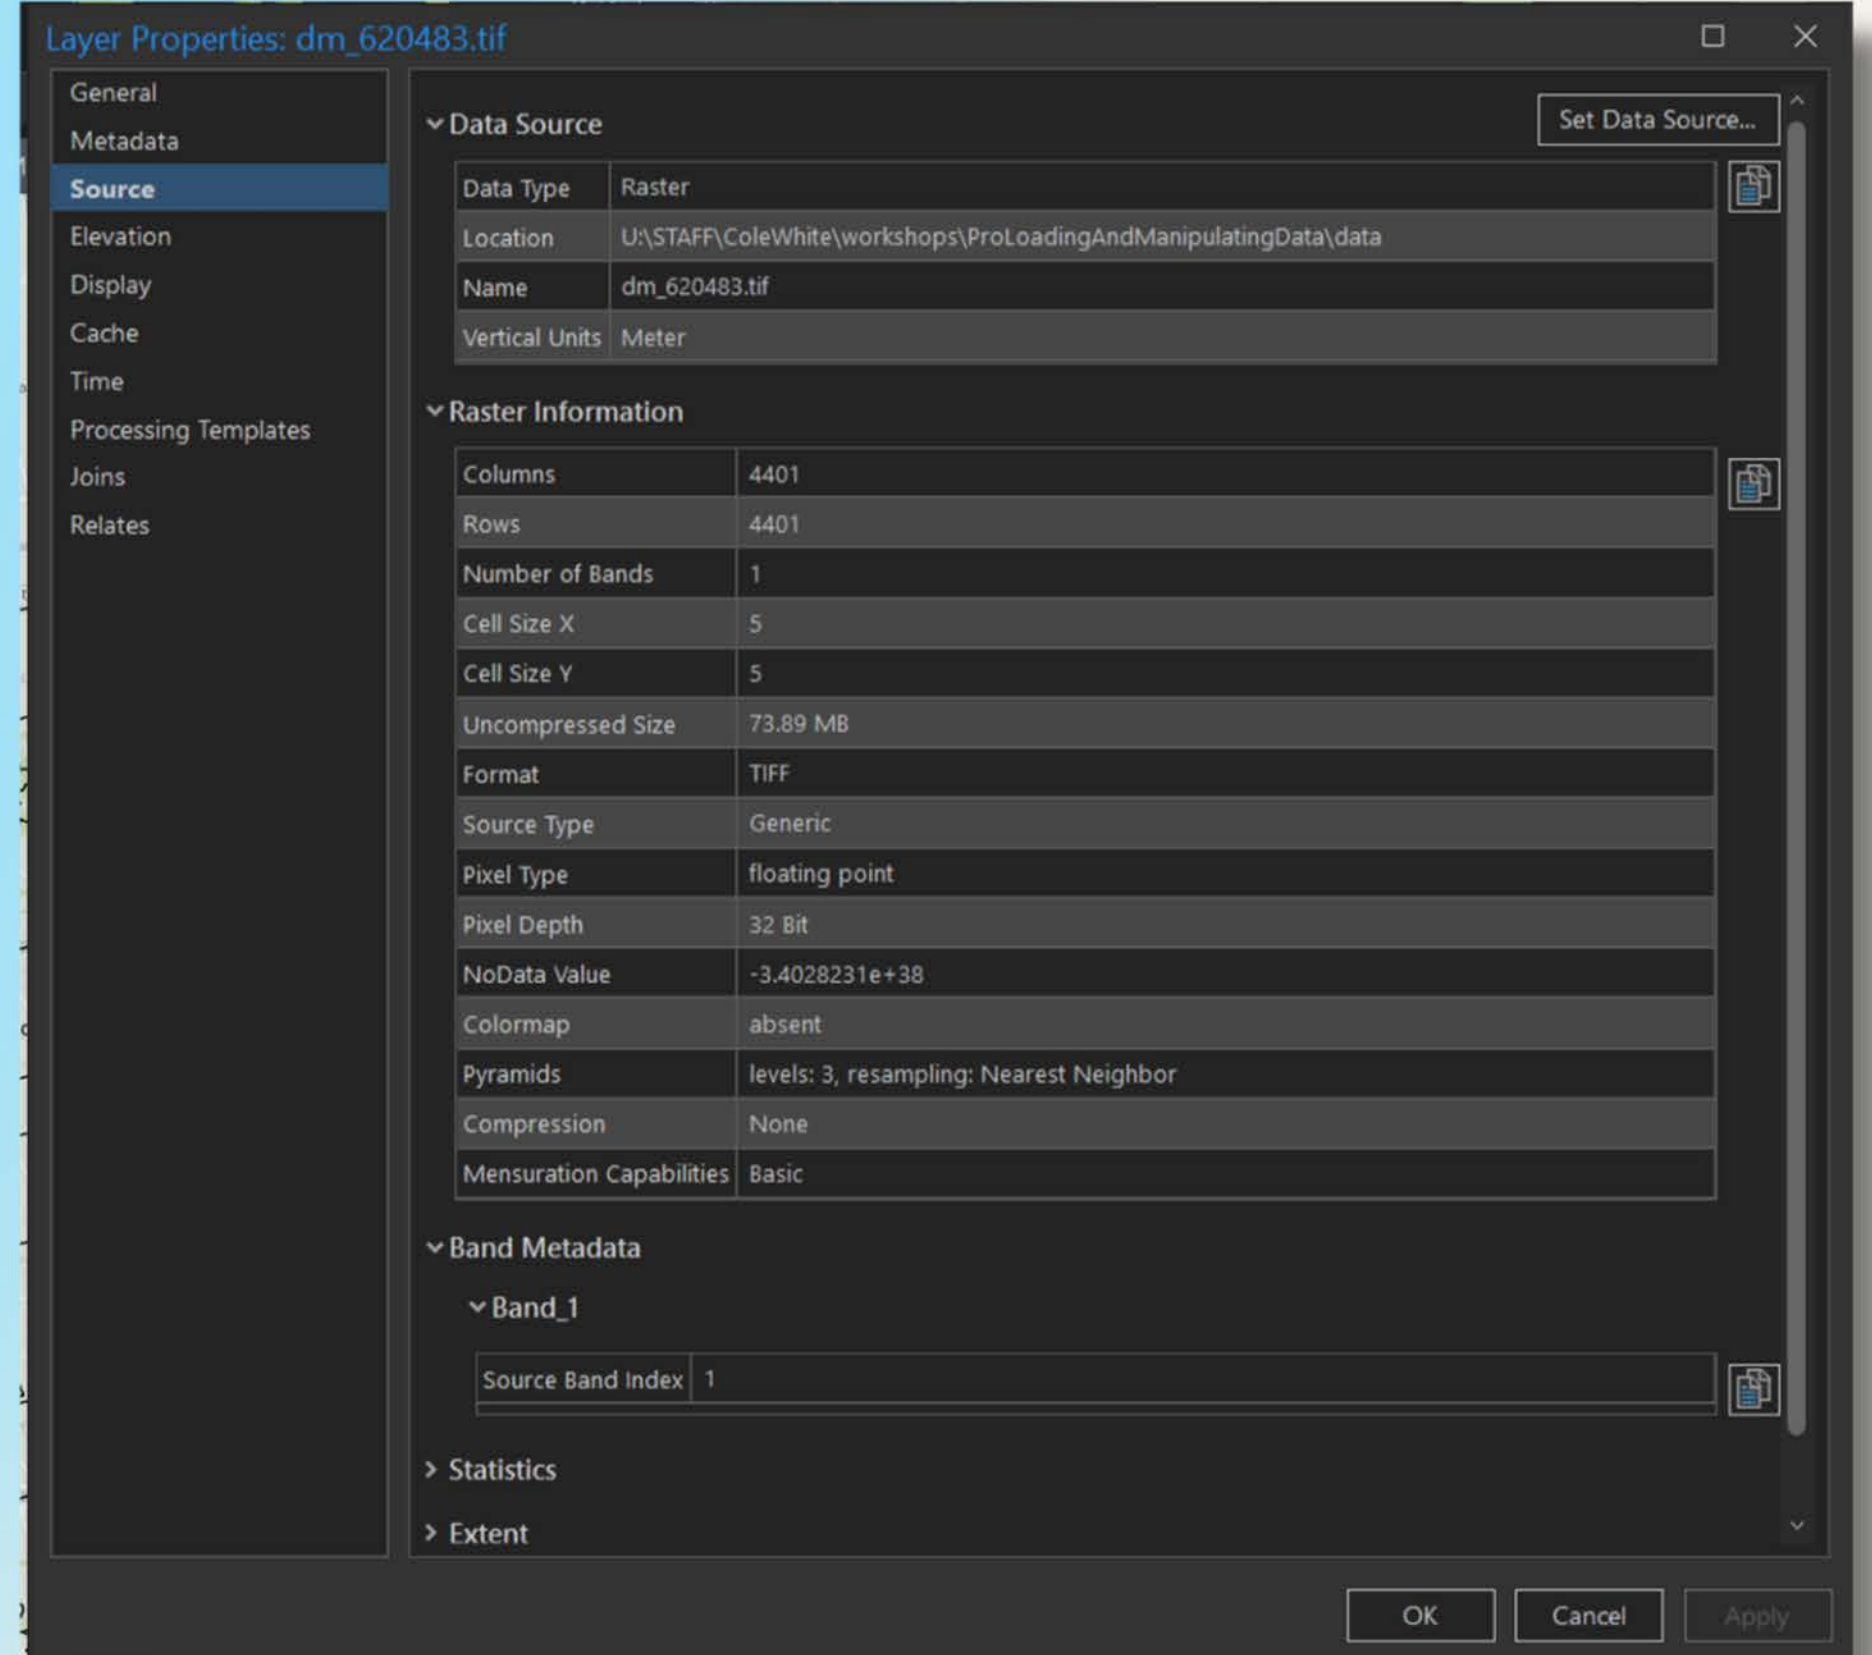 Layer Properties: dm_620483.tif
General
Metadata
Source
Elevation
Display
Cache
Time
Processing Templates
Joins
Relates
Data Source
Set Data Source...
Data Type Raster
Location U:\STAFF\ColeWhite\workshops\ProLoadingAndManipulatingData\data
Name dm_620483.tif
Vertical Units Meter
Raster Information
Columns 4401
Rows 4401
Number of Bands 1
Cell Size X 5
Cell Size Y 5
Uncompressed Size 73.89 MB
Format TIFF
Source Type Generic
Pixel Type floating point
Pixel Depth 32 Bit
NoData Value -3.4028231e+38
Colormap absent
Pyramids levels: 3, resampling: Nearest Neighbor
Compression None
Mensuration Capabilities Basic
Band Metadata
Band_1
Source Band Index 1
Statistics
Extent
OK Cancel Apply